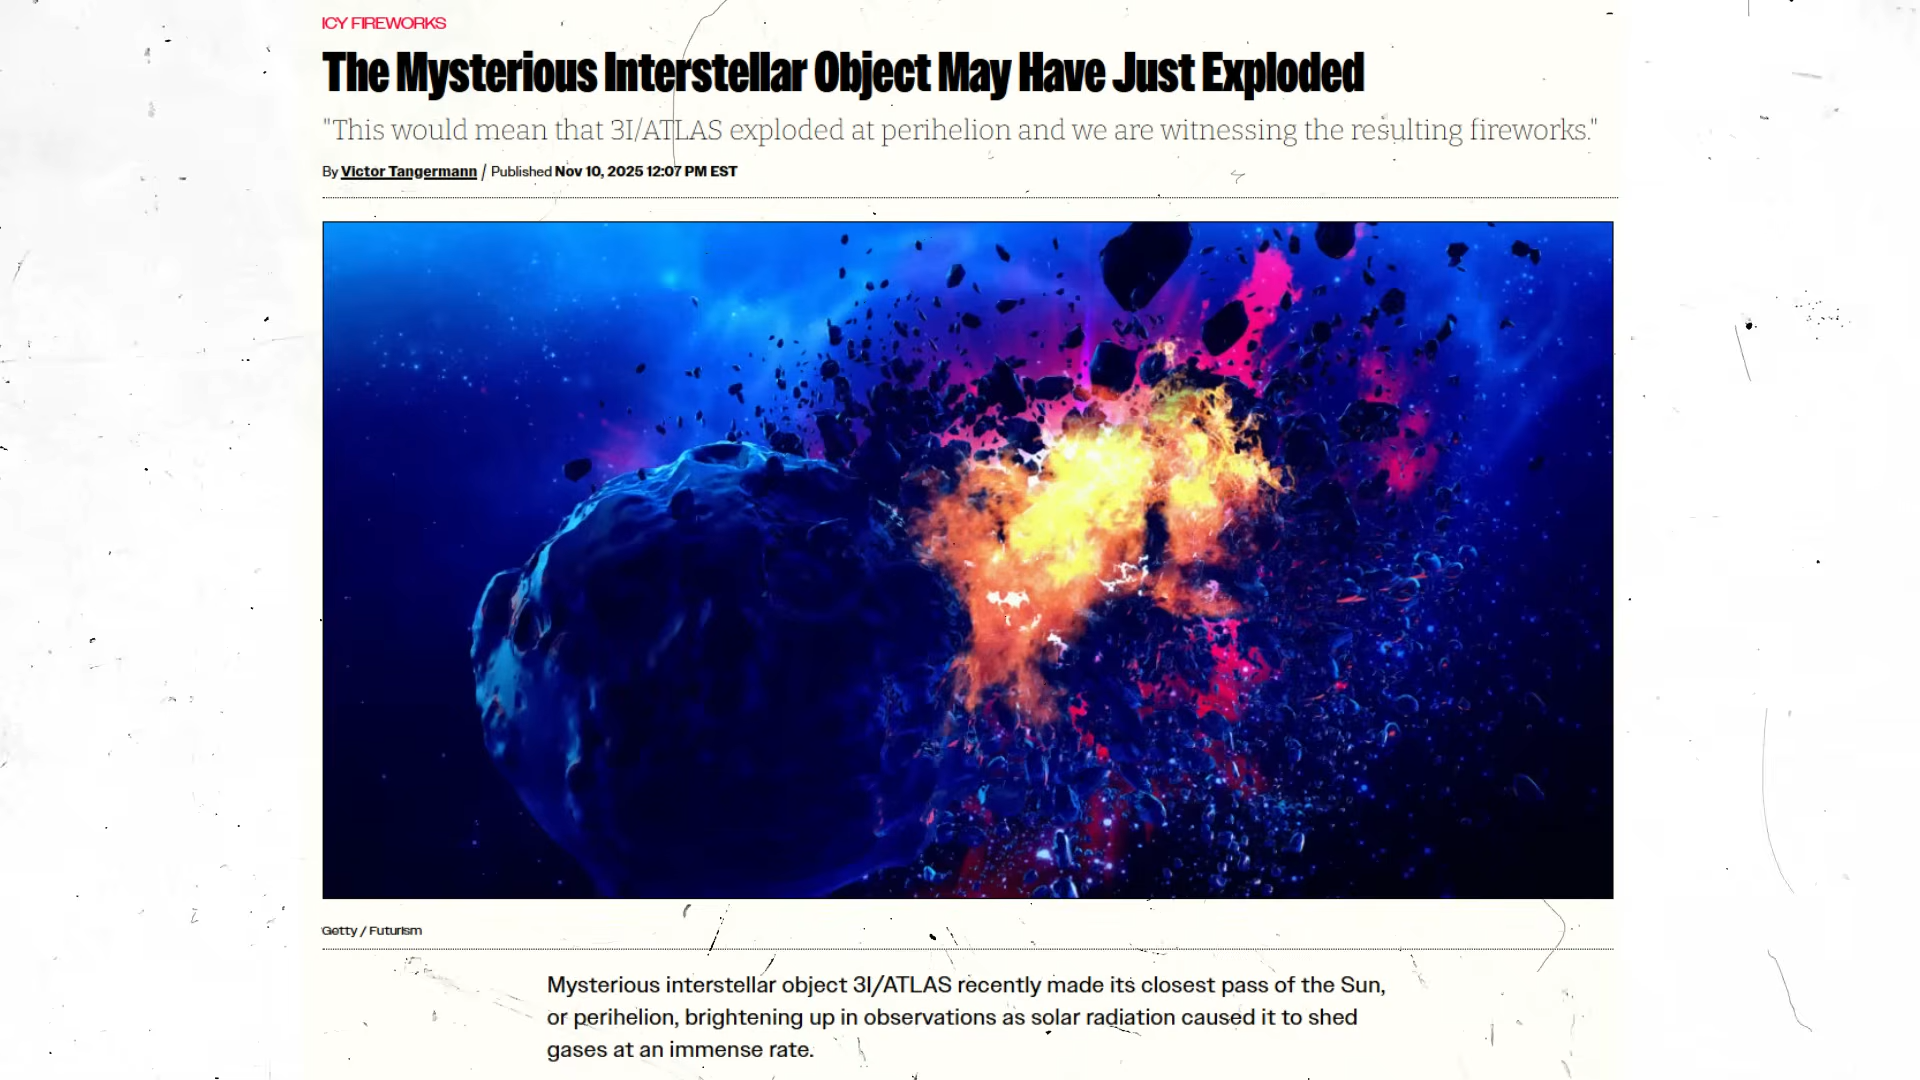 ICY FIREWORKS
The Mysterious Interstellar Object May Have Just Exploded
"This would mean that 3I/ATLAS exploded at perihelion and we are witnessing the resulting fireworks."
By Victor Tangermann / Published Nov 10, 2025 12:07 PM EST
Getty / Futurism
Mysterious interstellar object 3I/ATLAS recently made its closest pass of the Sun,
or perihelion, brightening up in observations as solar radiation caused it to shed
gases at an immense rate.